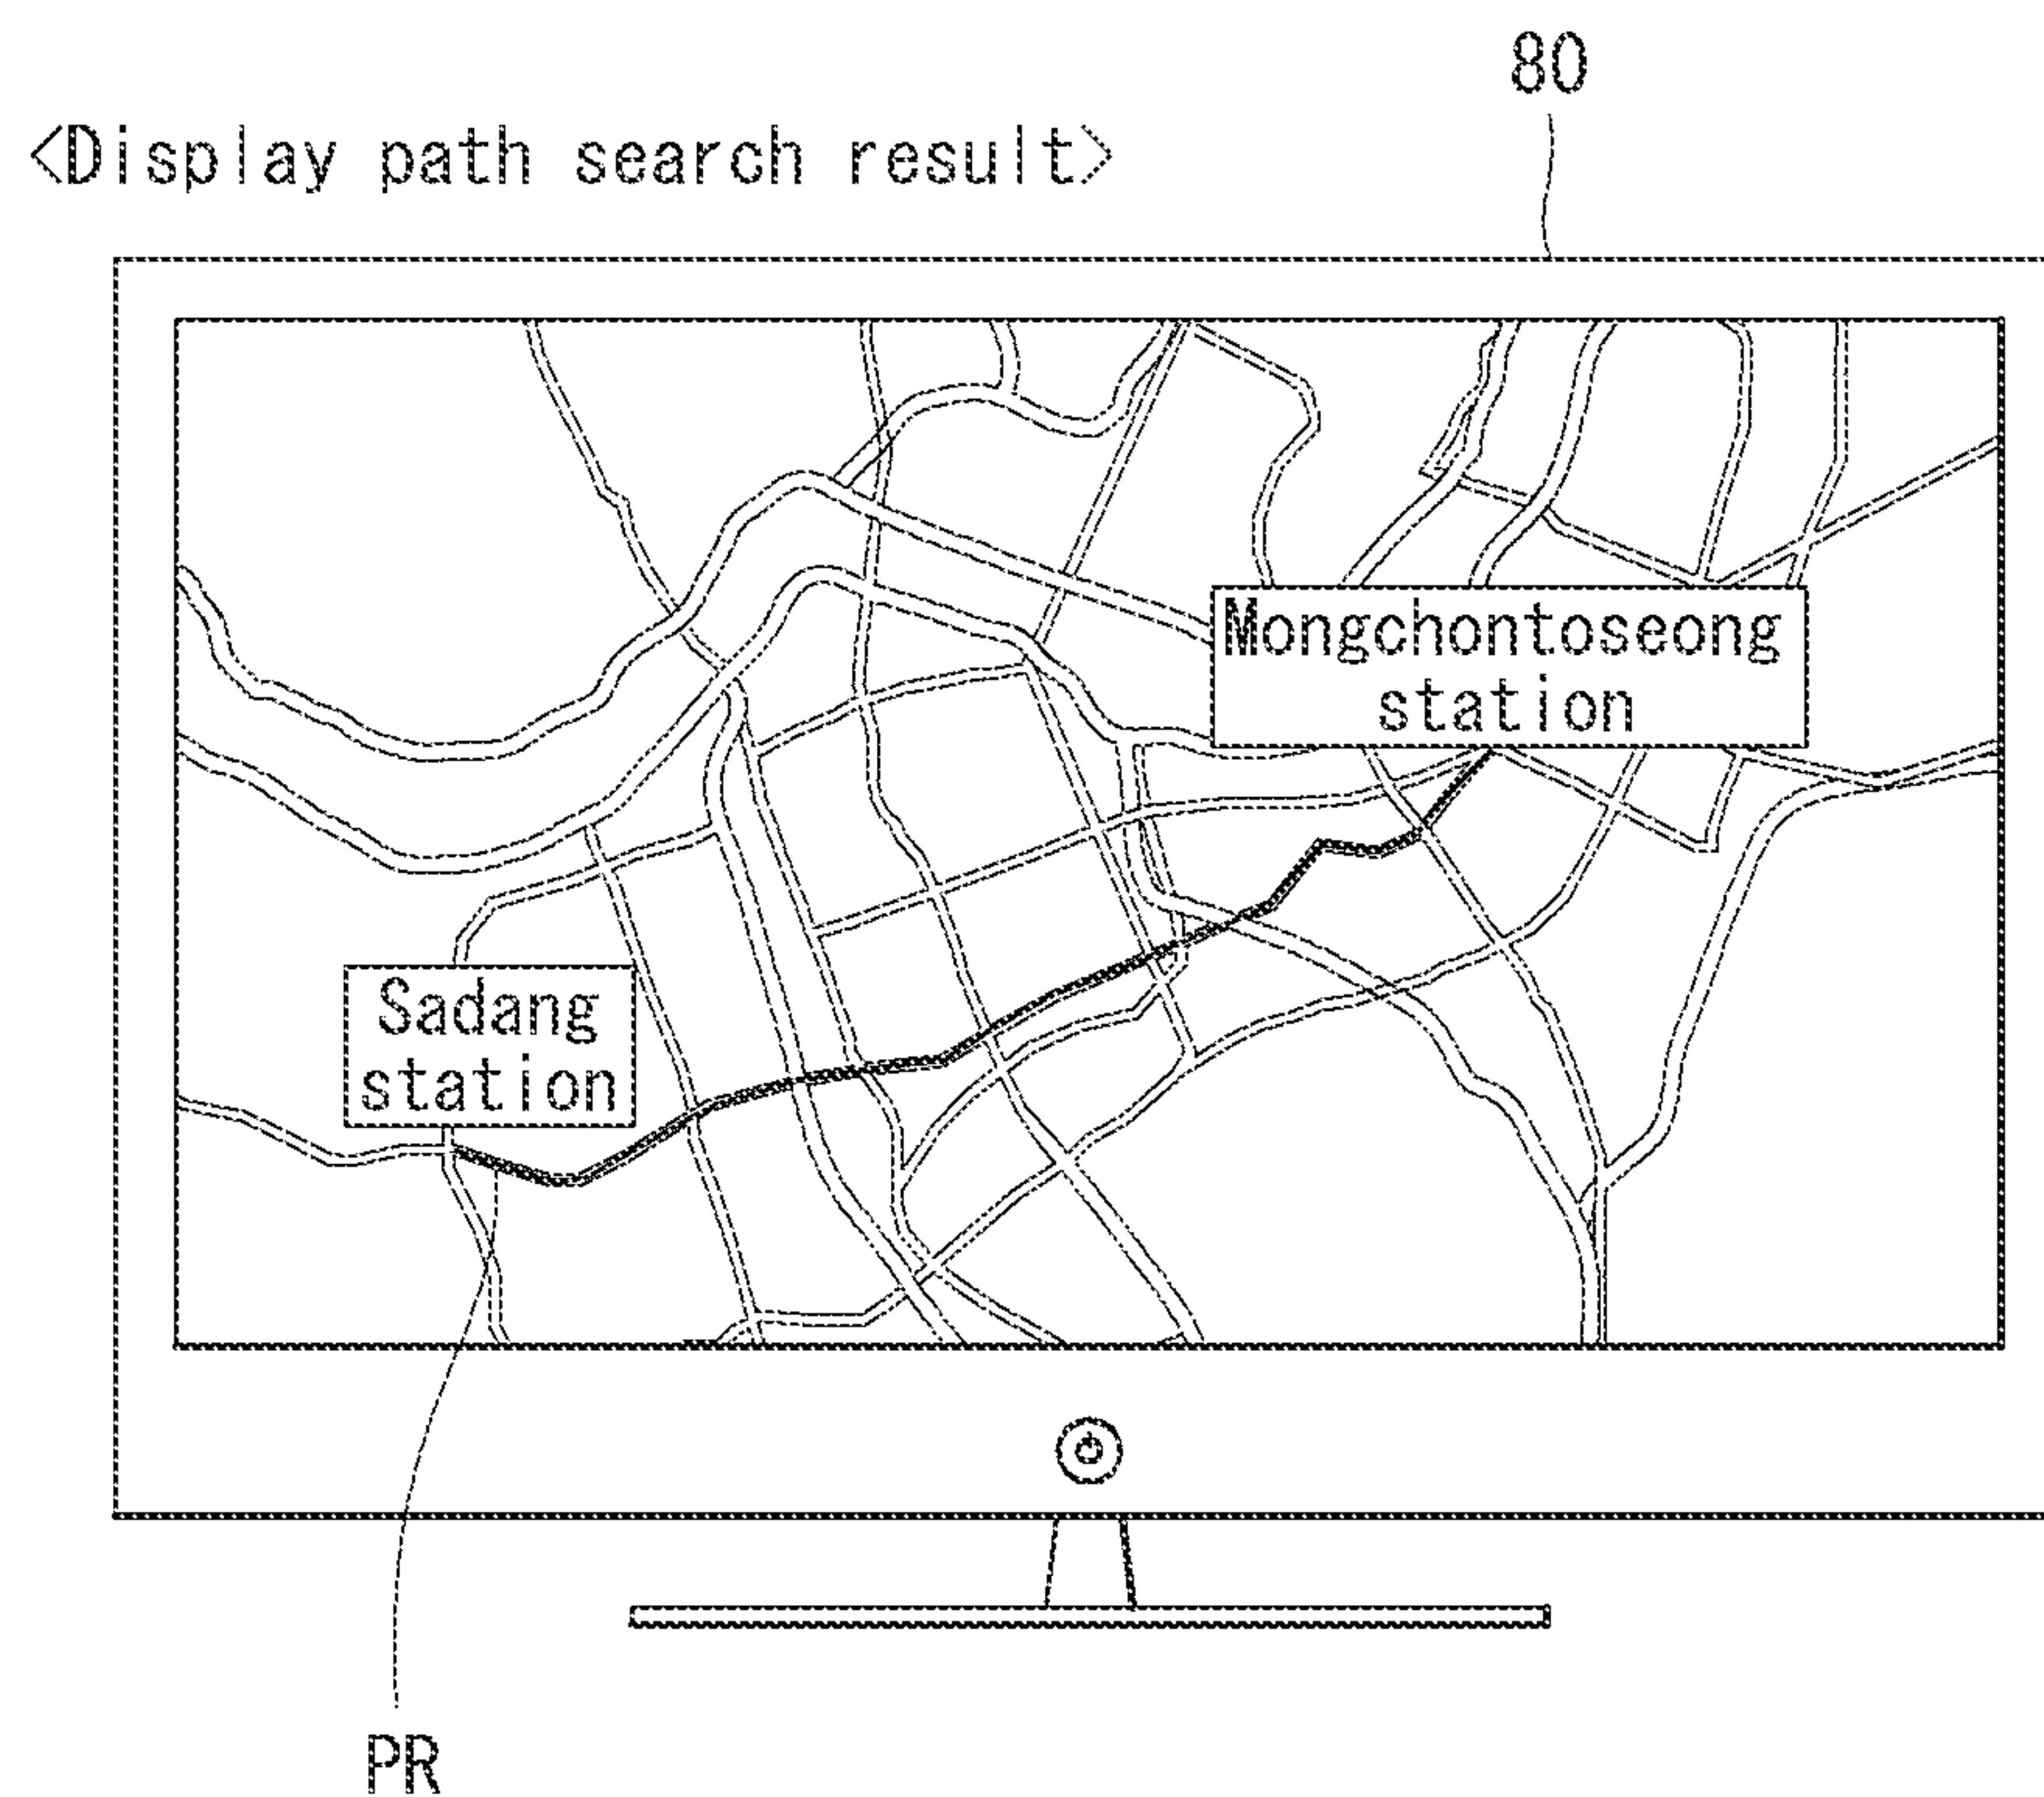 80
<Display path search result>
Mongchontoseong
station
Sadang
station
PR